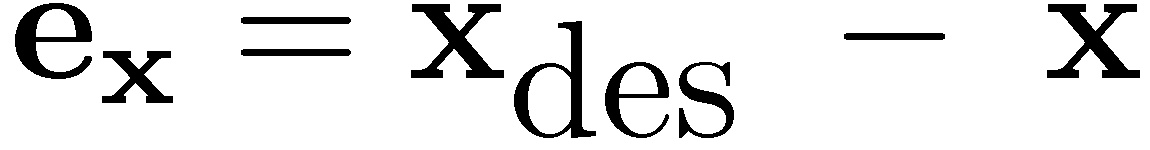 e_x = x_des − x